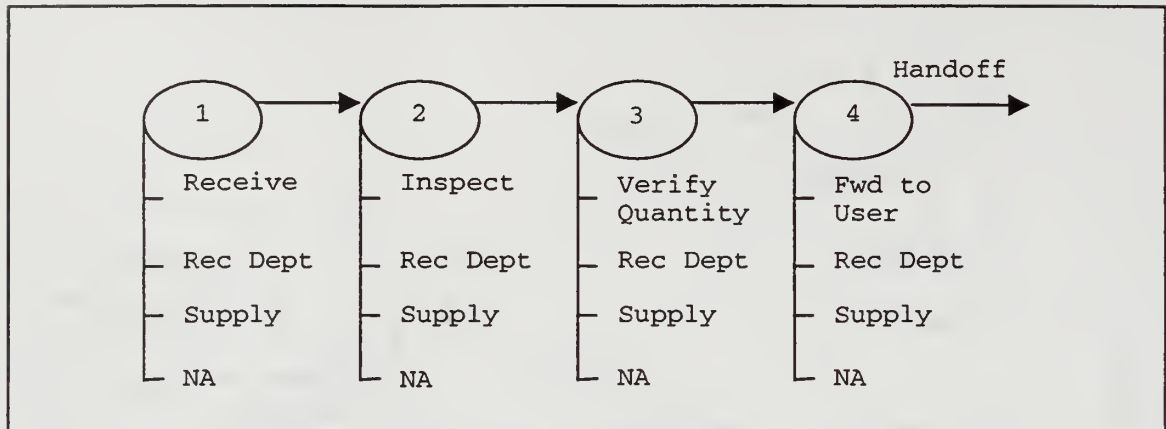 Handoff
1
2
3
4
Receive
Inspect
Verify
Quantity
Fwd to
User
Rec Dept
Rec Dept
Rec Dept
Rec Dept
Supply
Supply
Supply
Supply
NA
NA
NA
NA